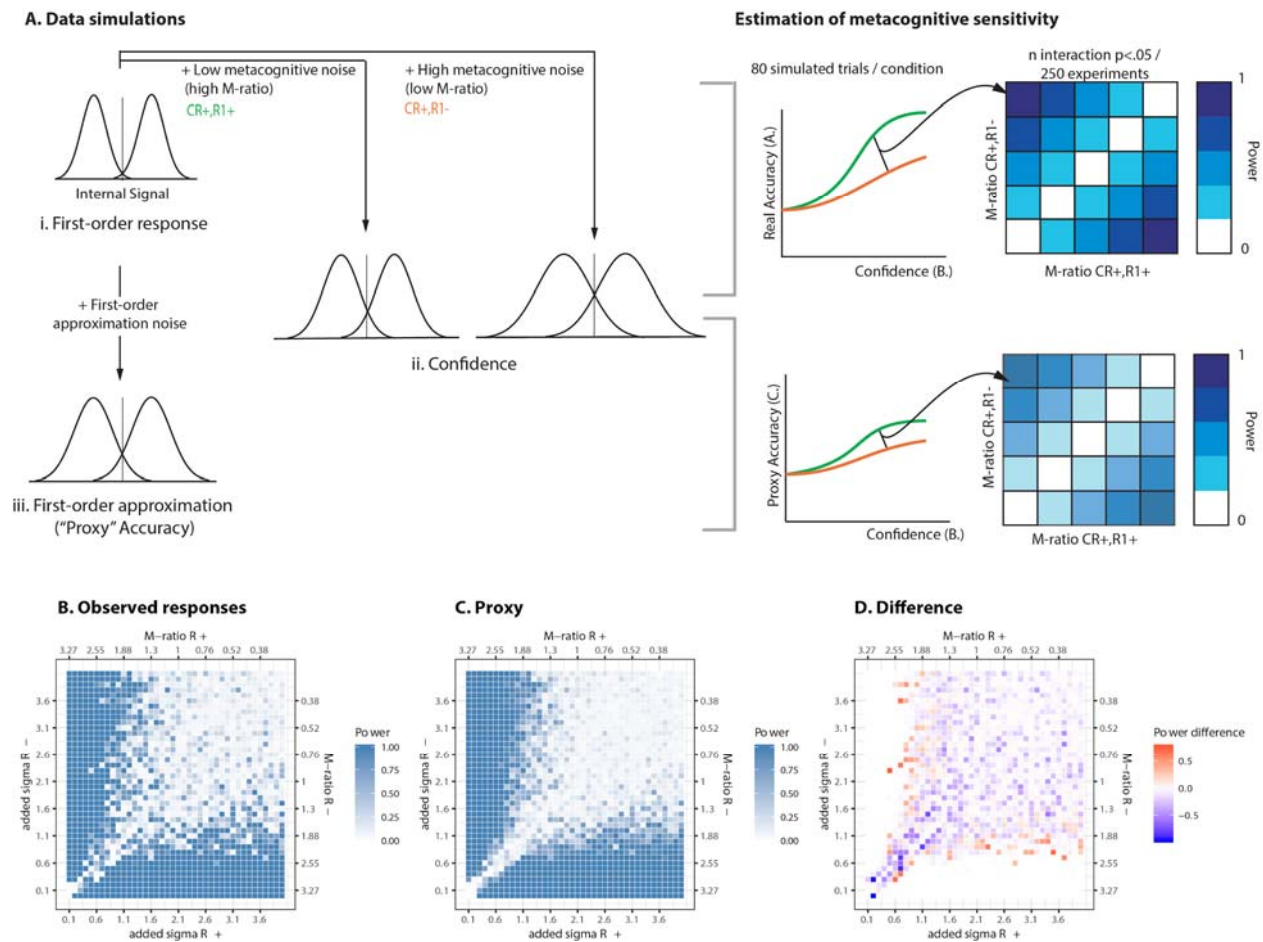 A. Data simulations
+ Low metacognitive noise
(high M-ratio)
CR+,R1+
+ High metacognitive noise
(low M-ratio)
CR+,R1-
Internal Signal
i. First-order response
+ First-order
approximation noise
ii. Confidence
iii. First-order approximation
("Proxy" Accuracy)
Estimation of metacognitive sensitivity
80 simulated trials / condition
n interaction p<.05 /
250 experiments
Real Accuracy (A.)
Confidence (B.)
M-ratio CR+,R1-
M-ratio CR+,R1+
1
Power
0
Proxy Accuracy (C.)
Confidence (B.)
M-ratio CR+,R1-
M-ratio CR+,R1+
1
Power
0
B. Observed responses
M−ratio R +
3.27 2.55 1.88 1.3 1 0.76 0.52 0.38
added sigma R −
3.6
3.1
2.6
2.1
1.6
1.1
0.6
0.1
0.38
0.52
0.76
1
1.3
1.88
2.55
3.27
M−ratio R −
0.1 0.6 1.1 1.6 2.1 2.6 3.1 3.6
added sigma R +
Power
1.00
0.75
0.50
0.25
0.00
C. Proxy
M−ratio R +
3.27 2.55 1.88 1.3 1 0.76 0.52 0.38
added sigma R −
3.6
3.1
2.6
2.1
1.6
1.1
0.6
0.1
0.38
0.52
0.76
1
1.3
1.88
2.55
3.27
M−ratio R −
0.1 0.6 1.1 1.6 2.1 2.6 3.1 3.6
added sigma R +
Power
1.00
0.75
0.50
0.25
0.00
D. Difference
M−ratio R +
3.27 2.55 1.88 1.3 1 0.76 0.52 0.38
added sigma R −
3.6
3.1
2.6
2.1
1.6
1.1
0.6
0.1
0.38
0.52
0.76
1
1.3
1.88
2.55
3.27
M−ratio R −
0.1 0.6 1.1 1.6 2.1 2.6 3.1 3.6
added sigma R +
Power difference
0.5
0.0
−0.5